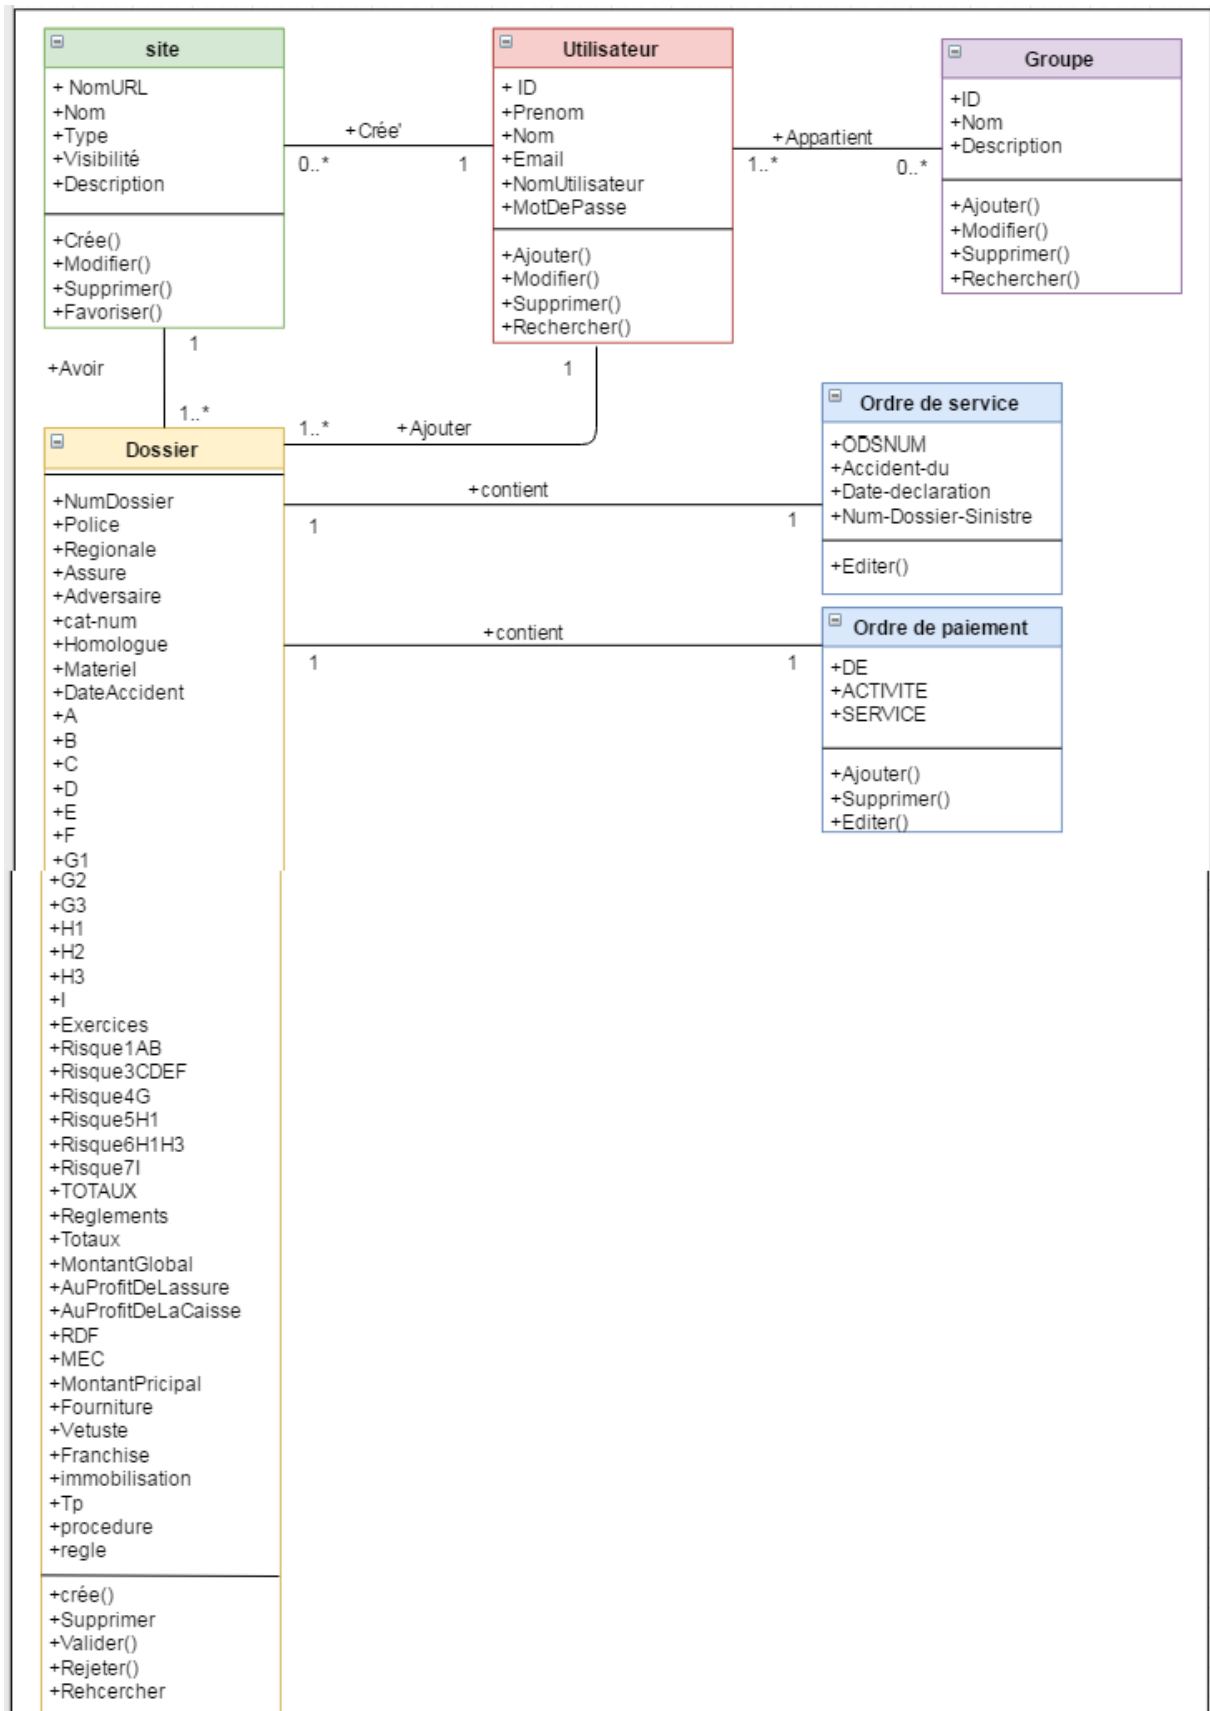 site
+ NomURL
+Nom
+Type
+Visibilité
+Description
+Crée()
+Modifier()
+Supprimer()
+Favoriser()
+Crée'
0..*
1
Utilisateur
+ ID
+Prenom
+Nom
+Email
+NomUtilisateur
+MotDePasse
+Ajouter()
+Modifier()
+Supprimer()
+Rechercher()
+Appartient
1..*
0..*
Groupe
+ID
+Nom
+Description
+Ajouter()
+Modifier()
+Supprimer()
+Rechercher()
1
+Avoir
1..*
1
1..*
+Ajouter
Dossier
+NumDossier
+Police
+Regionale
+Assure
+Adversaire
+cat-num
+Homologue
+Materiel
+DateAccident
+A
+B
+C
+D
+E
+F
+G1
+G2
+G3
+H1
+H2
+H3
+I
+Exercices
+Risque1AB
+Risque3CDEF
+Risque4G
+Risque5H1
+Risque6H1H3
+Risque7I
+TOTAUX
+Reglements
+Totaux
+MontantGlobal
+AuProfitDeLassure
+AuProfitDeLaCaisse
+RDF
+MEC
+MontantPricipal
+Fourniture
+Vetuste
+Franchise
+immobilisation
+Tp
+procedure
+regle
+crée()
+Supprimer
+Valider()
+Rejeter()
+Rehcercher
+contient
1
1
Ordre de service
+ODSNUM
+Accident-du
+Date-declaration
+Num-Dossier-Sinistre
+Editer()
+contient
1
1
Ordre de paiement
+DE
+ACTIVITE
+SERVICE
+Ajouter()
+Supprimer()
+Editer()